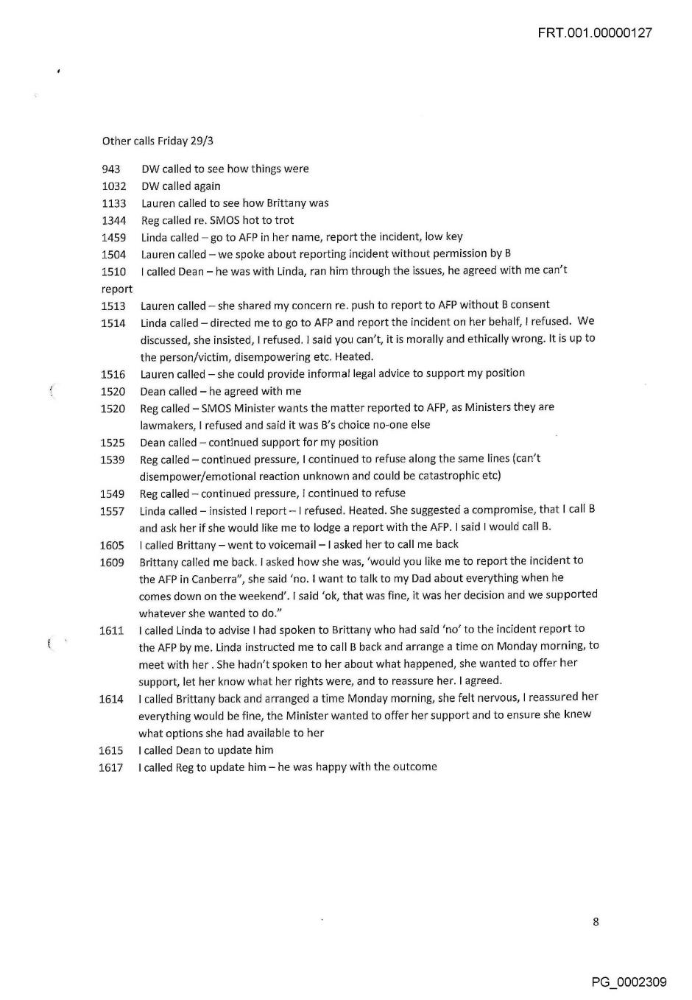 FRT.001.00000127
Other calls Friday 29/3
943 DW called to see how things were
1032 DW called again
1133 Lauren called to see how Brittany was
1344 Reg called re. SMOS hot to trot
1459 Linda called – go to AFP in her name, report the incident, low key
1504 Lauren called – we spoke about reporting incident without permission by B
1510 I called Dean – he was with Linda, ran him through the issues, he agreed with me can't
report
1513 Lauren called – she shared my concern re. push to report to AFP without B consent
1514 Linda called – directed me to go to AFP and report the incident on her behalf, I refused. We
discussed, she insisted, I refused. I said you can't, it is morally and ethically wrong. It is up to
the person/victim, disempowering etc. Heated.
1516 Lauren called – she could provide informal legal advice to support my position
1520 Dean called – he agreed with me
1520 Reg called – SMOS Minister wants the matter reported to AFP, as Ministers they are
lawmakers, I refused and said it was B's choice no-one else
1525 Dean called – continued support for my position
1539 Reg called – continued pressure, I continued to refuse along the same lines (can't
disempower/emotional reaction unknown and could be catastrophic etc)
1549 Reg called – continued pressure, I continued to refuse
1557 Linda called – insisted I report – I refused. Heated. She suggested a compromise, that I call B
and ask her if she would like me to lodge a report with the AFP. I said I would call B.
1605 I called Brittany – went to voicemail – I asked her to call me back
1609 Brittany called me back. I asked how she was, 'would you like me to report the incident to
the AFP in Canberra", she said 'no. I want to talk to my Dad about everything when he
comes down on the weekend'. I said 'ok, that was fine, it was her decision and we supported
whatever she wanted to do."
1611 I called Linda to advise I had spoken to Brittany who had said 'no' to the incident report to
the AFP by me. Linda instructed me to call B back and arrange a time on Monday morning, to
meet with her . She hadn't spoken to her about what happened, she wanted to offer her
support, let her know what her rights were, and to reassure her. I agreed.
1614 I called Brittany back and arranged a time Monday morning, she felt nervous, I reassured her
everything would be fine, the Minister wanted to offer her support and to ensure she knew
what options she had available to her
1615 I called Dean to update him
1617 I called Reg to update him – he was happy with the outcome
8
PG_0002309